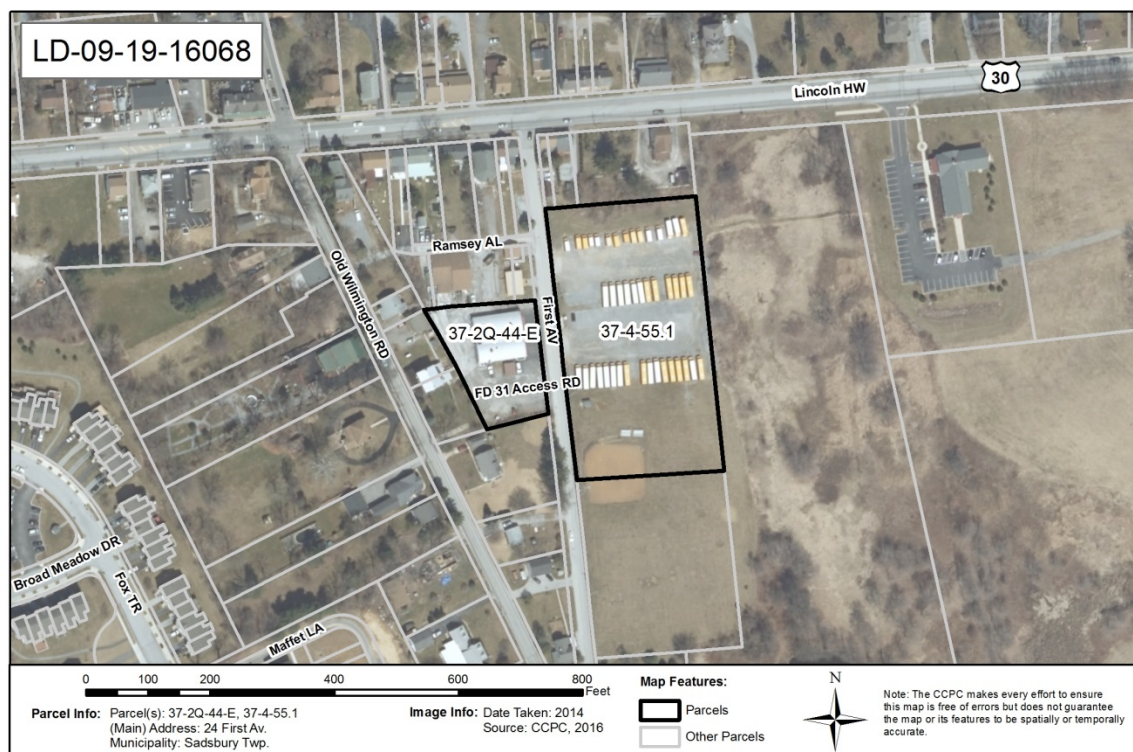 LD-09-19-16068
Lincoln HW
30
Ramsey AL
Old Wilmington RD
First AV
37-2Q-44-E
37-4-55.1
FD 31 Access RD
Broad Meadow DR
Fox TR
Maffet LA
0 100 200 400 600 800
Feet
Parcel Info: Parcel(s): 37-2Q-44-E, 37-4-55.1
(Main) Address: 24 First Av.
Municipality: Sadsbury Twp.
Image Info: Date Taken: 2014
Source: CCPC, 2016
Map Features:
Parcels
Other Parcels
N
Note: The CCPC makes every effort to ensure
this map is free of errors but does not guarantee
the map or its features to be spatially or temporally
accurate.